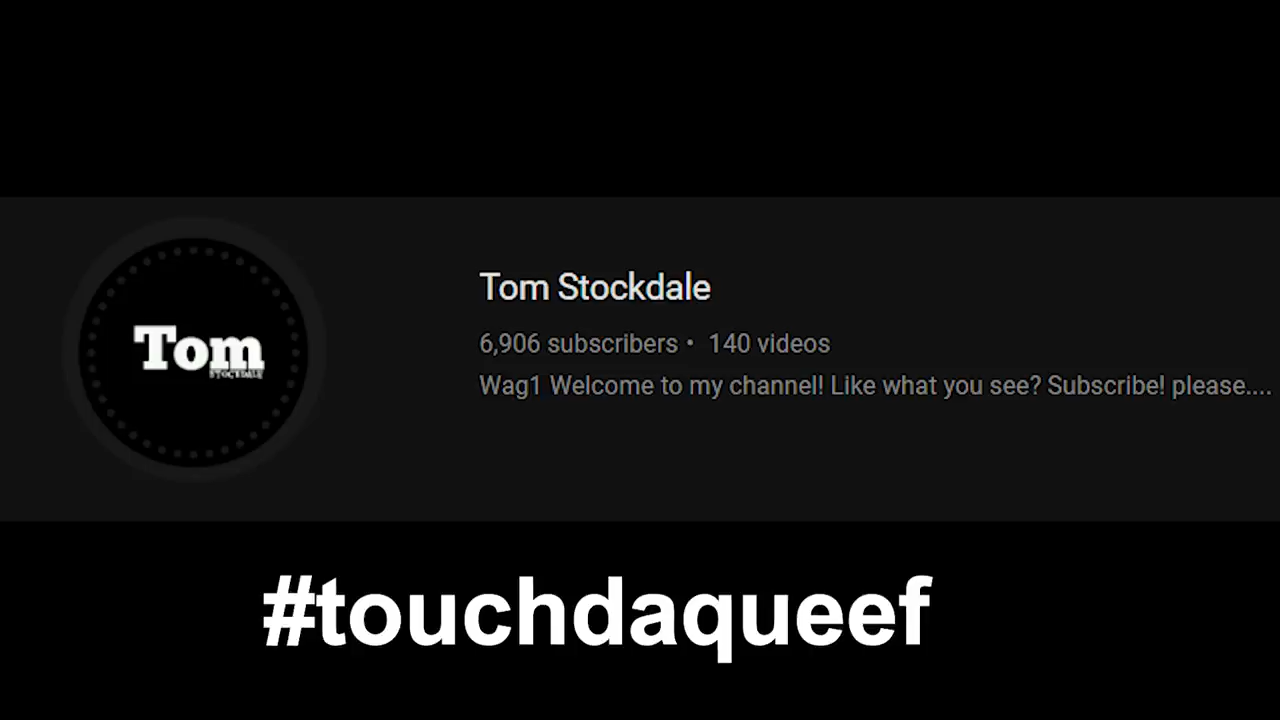 Tom
STOCKDALE
Tom Stockdale
6,906 subscribers • 140 videos
Wag1 Welcome to my channel! Like what you see? Subscribe! please....
#touchdaqueef